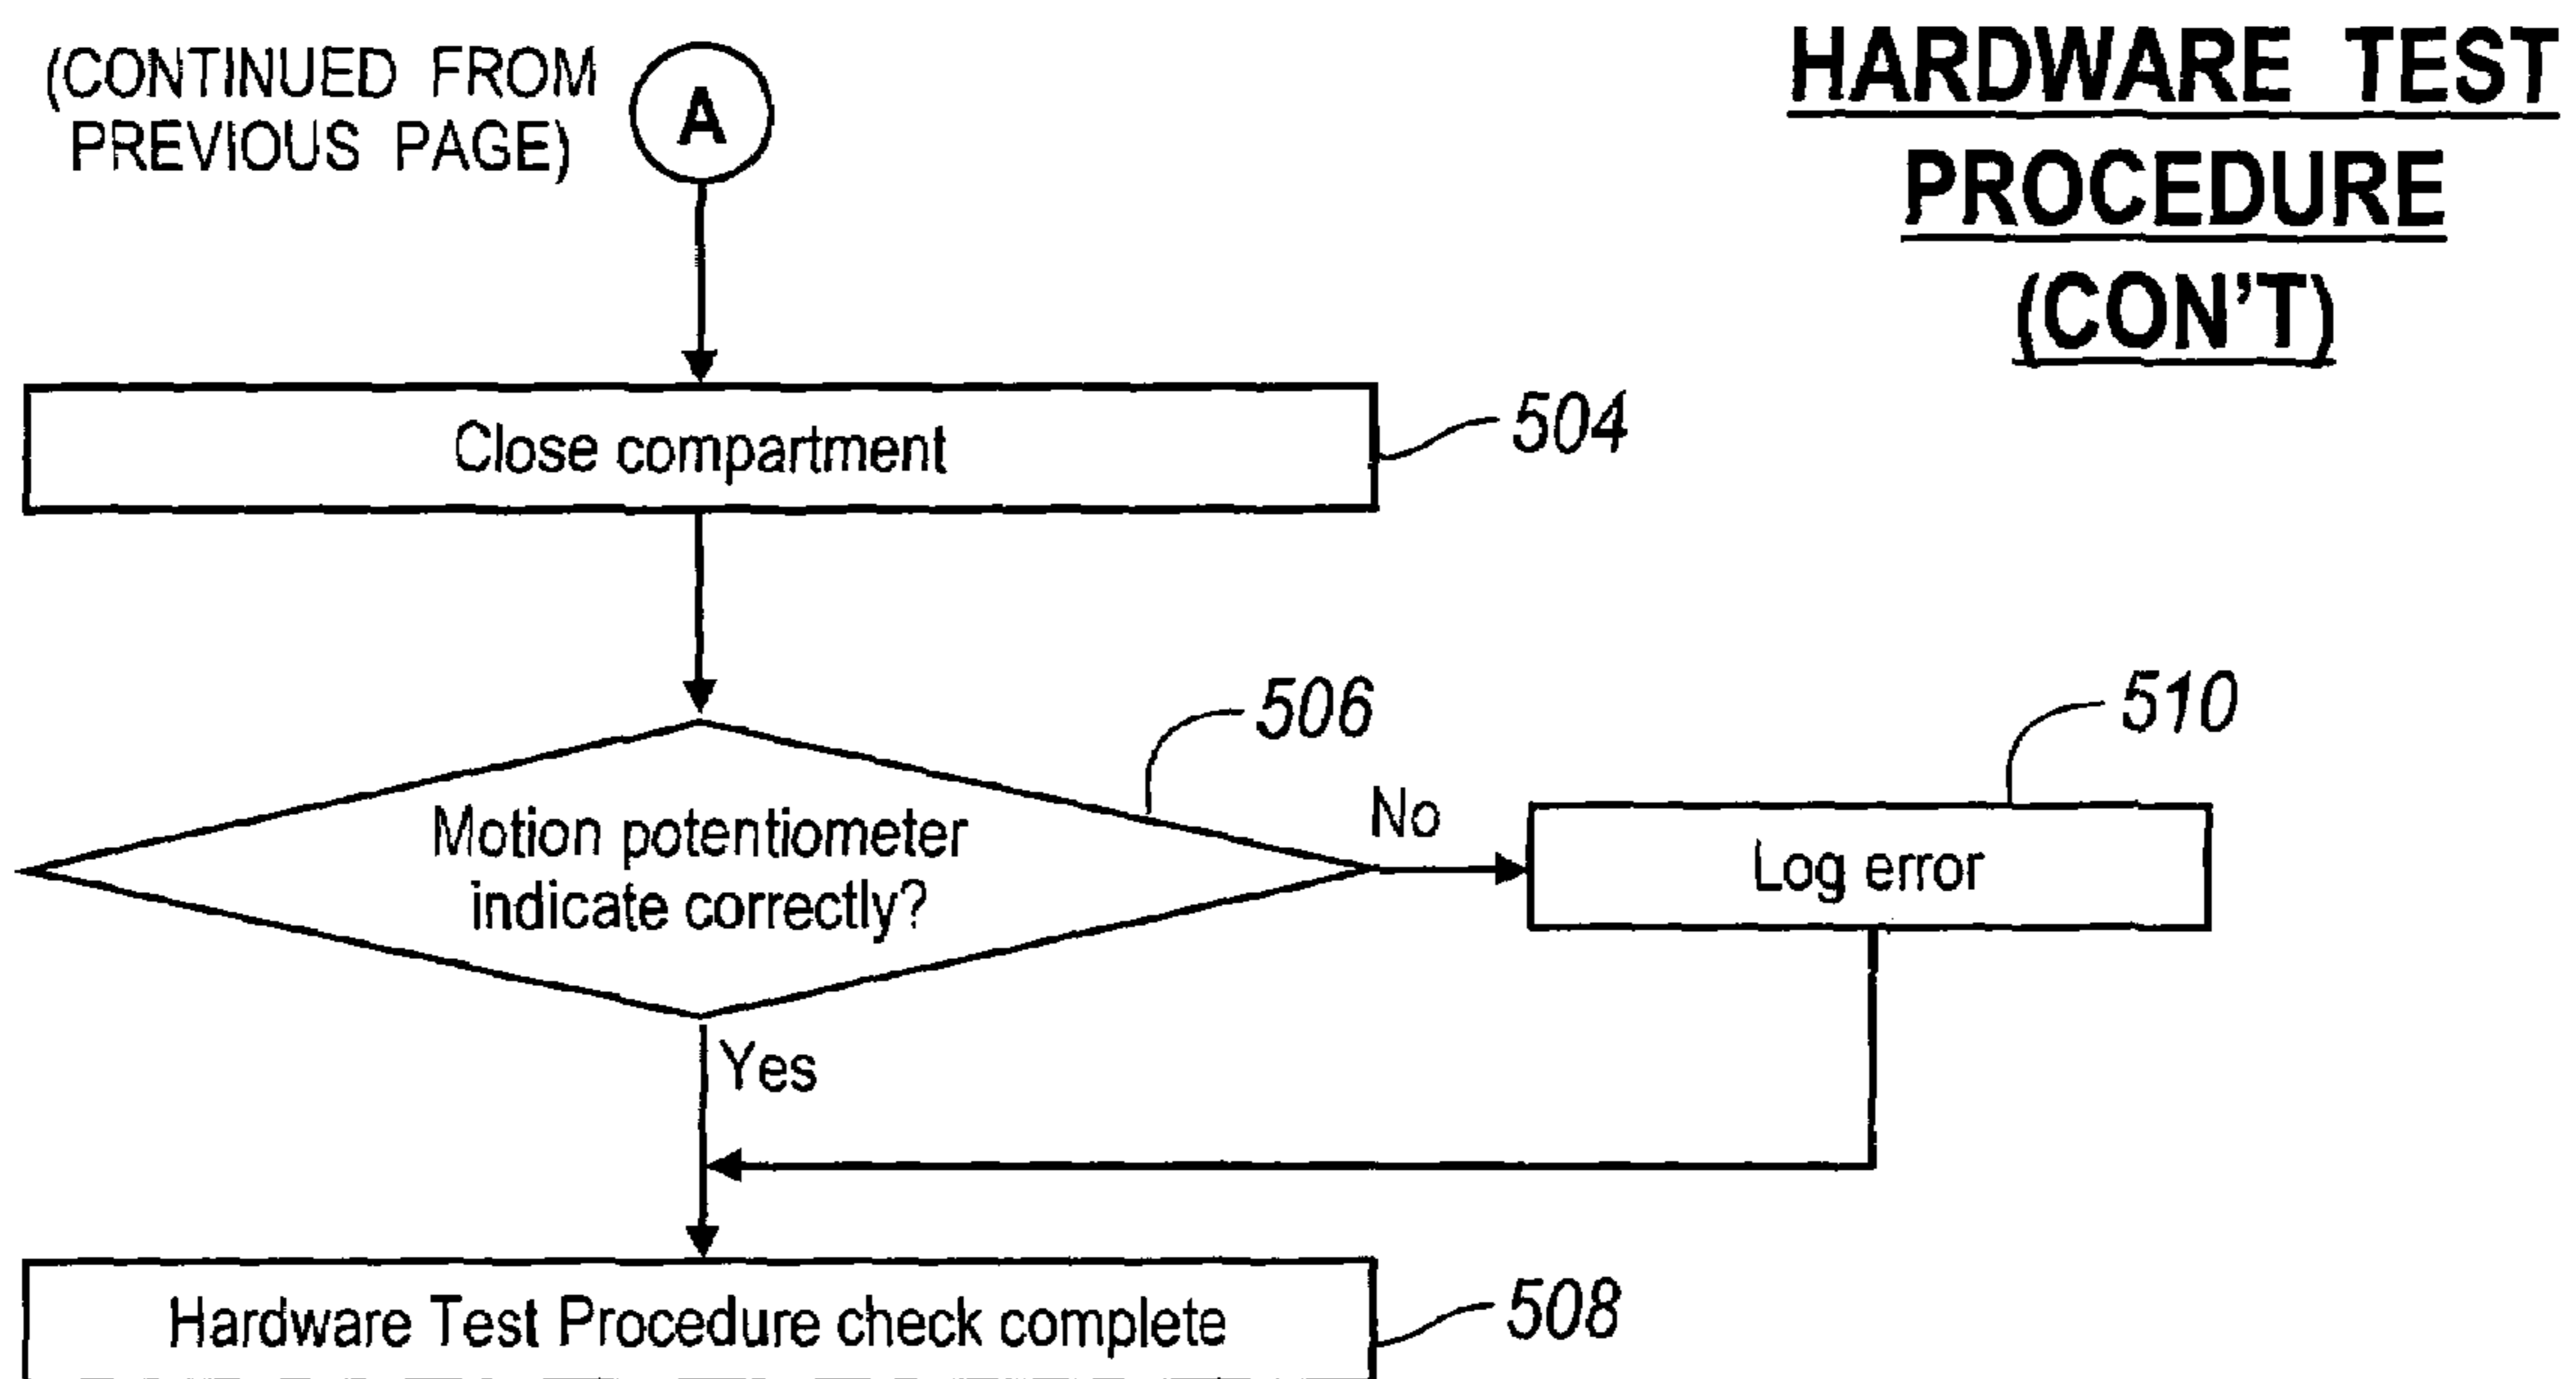 (CONTINUED FROM
PREVIOUS PAGE)
A
HARDWARE TEST
PROCEDURE
(CON'T)
Close compartment
504
Motion potentiometer
indicate correctly?
506
No
Log error
510
Yes
Hardware Test Procedure check complete
508